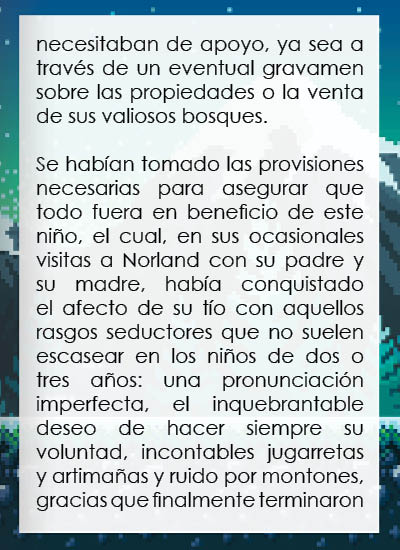 necesitaban de apoyo, ya sea a
través de un eventual gravamen
sobre las propiedades o la venta
de sus valiosos bosques.
Se habían tomado las provisiones
necesarias para asegurar que
todo fuera en beneficio de este
niño, el cual, en sus ocasionales
visitas a Norland con su padre y
su madre, había conquistado
el afecto de su tío con aquellos
rasgos seductores que no suelen
escasear en los niños de dos o
tres años: una pronunciación
imperfecta, el inquebrantable
deseo de hacer siempre su
voluntad, incontables jugarretas
y artimañas y ruido por montones,
gracias que finalmente terminaron